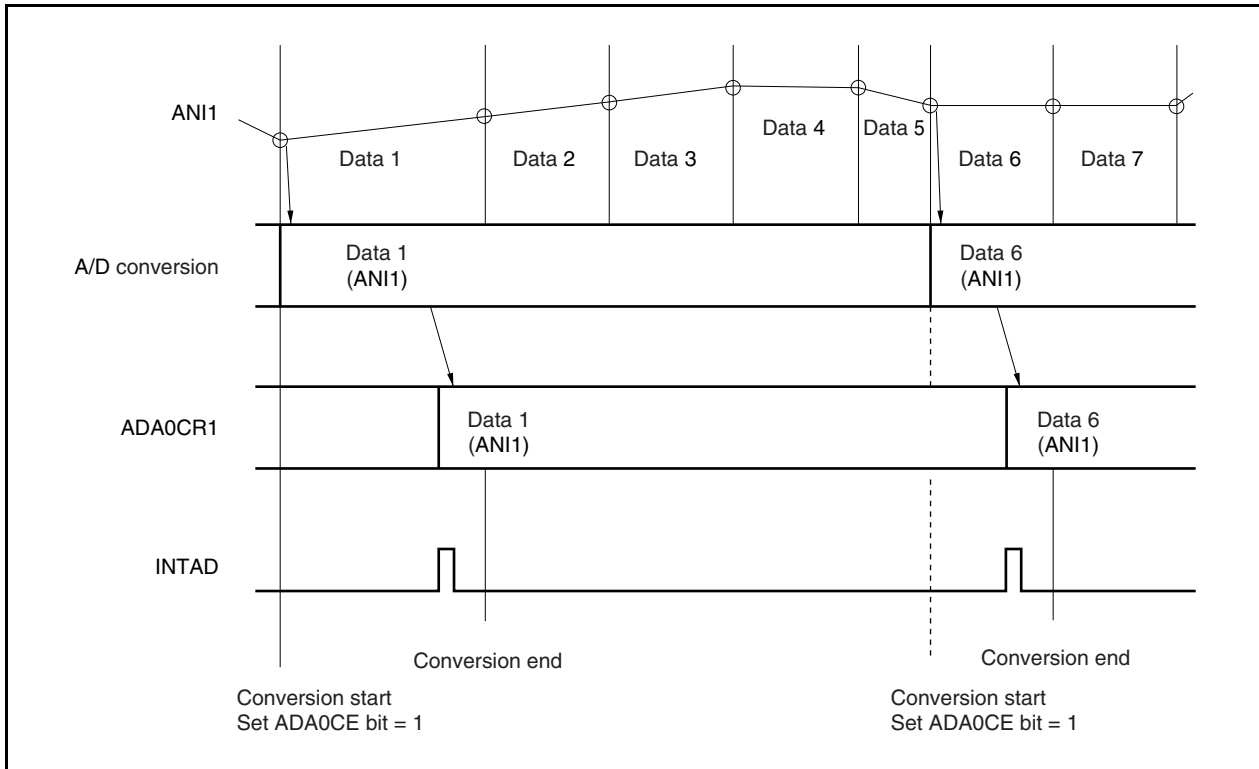 ANI1
Data 1
Data 2
Data 3
Data 4
Data 5
Data 6
Data 7
A/D conversion
Data 1
(ANI1)
Data 6
(ANI1)
ADA0CR1
Data 1
(ANI1)
Data 6
(ANI1)
INTAD
Conversion end
Conversion end
Conversion start
Set ADA0CE bit = 1
Conversion start
Set ADA0CE bit = 1